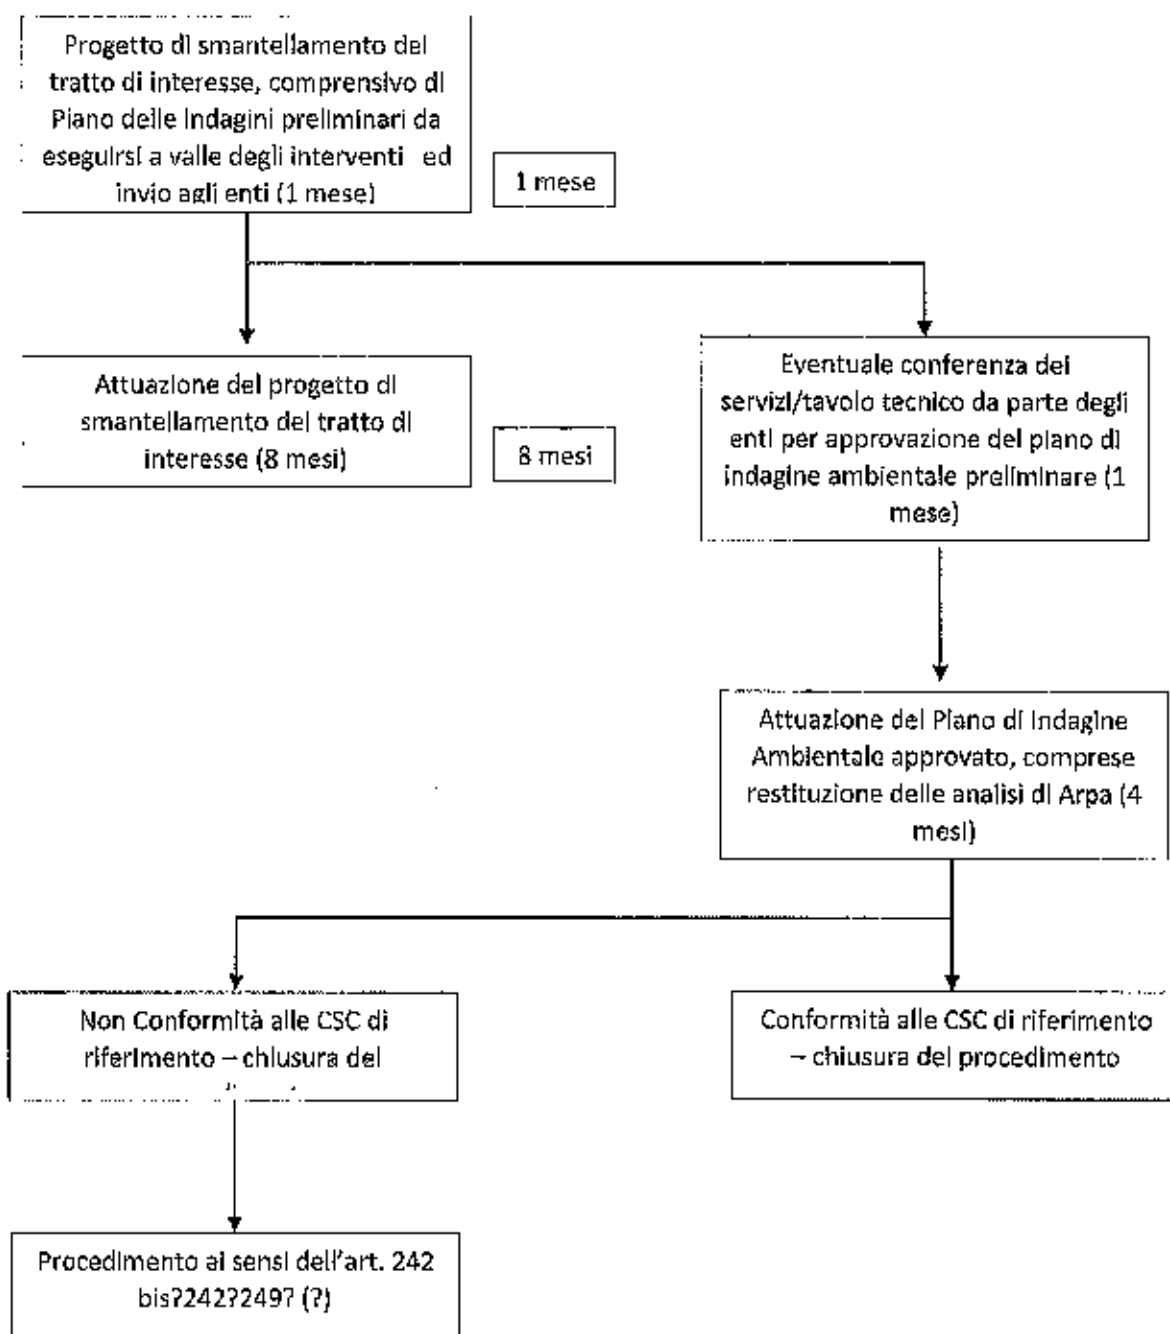 Progetto di smantellamento del
tratto di interesse, comprensivo di
Piano delle indagini preliminari da
eseguirsi a valle degli interventi ed
invio agli enti (1 mese)
1 mese
Attuazione del progetto di
smantellamento del tratto di
interesse (8 mesi)
8 mesi
Eventuale conferenza dei
servizi/tavolo tecnico da parte degli
enti per approvazione del piano di
indagine ambientale preliminare (1
mese)
Attuazione del Piano di Indagine
Ambientale approvato, comprese
restituzione delle analisi di Arpa (4
mesi)
Non Conformità alle CSC di
riferimento – chiusura del
Conformità alle CSC di riferimento
– chiusura del procedimento
Procedimento ai sensi dell'art. 242
bis?242?249? (?)